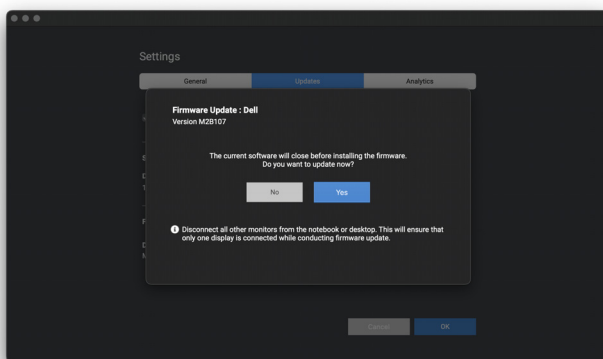 Settings
General
Updates
Analytics
Firmware Update : Dell
Version M2B107
The current software will close before installing the firmware.
Do you want to update now?
No
Yes
Disconnect all other monitors from the notebook or desktop. This will ensure that
only one display is connected while conducting firmware update.
Cancel
OK